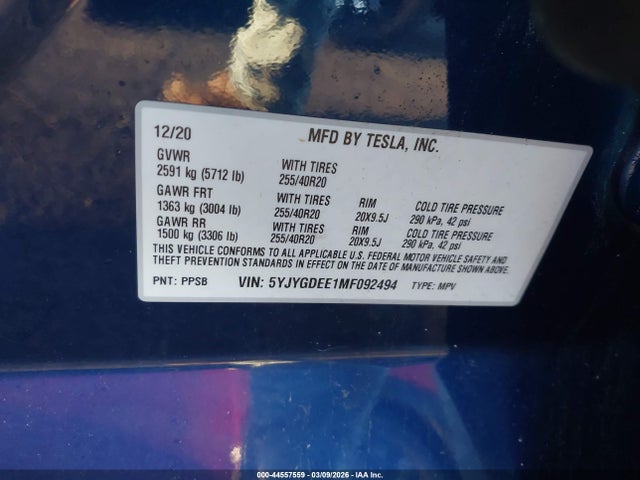 12/20 MFD BY TESLA, INC.
GVWR
2591 kg (5712 lb) WITH TIRES
255/40R20
GAWR FRT
1363 kg (3004 lb) WITH TIRES RIM COLD TIRE PRESSURE
255/40R20 20X9.5J 290 kPa, 42 psi
GAWR RR
1500 kg (3306 lb) WITH TIRES RIM COLD TIRE PRESSURE
255/40R20 20X9.5J 290 kPa, 42 psi
THIS VEHICLE CONFORMS TO ALL APPLICABLE U.S. FEDERAL MOTOR VEHICLE SAFETY AND
THEFT PREVENTION STANDARDS IN EFFECT ON THE DATE OF MANUFACTURE SHOWN ABOVE.
PNT: PPSB VIN: 5YJYGDEE1MF092494 TYPE: MPV
000-44557559 — 03/09/2026 — IAA Inc.